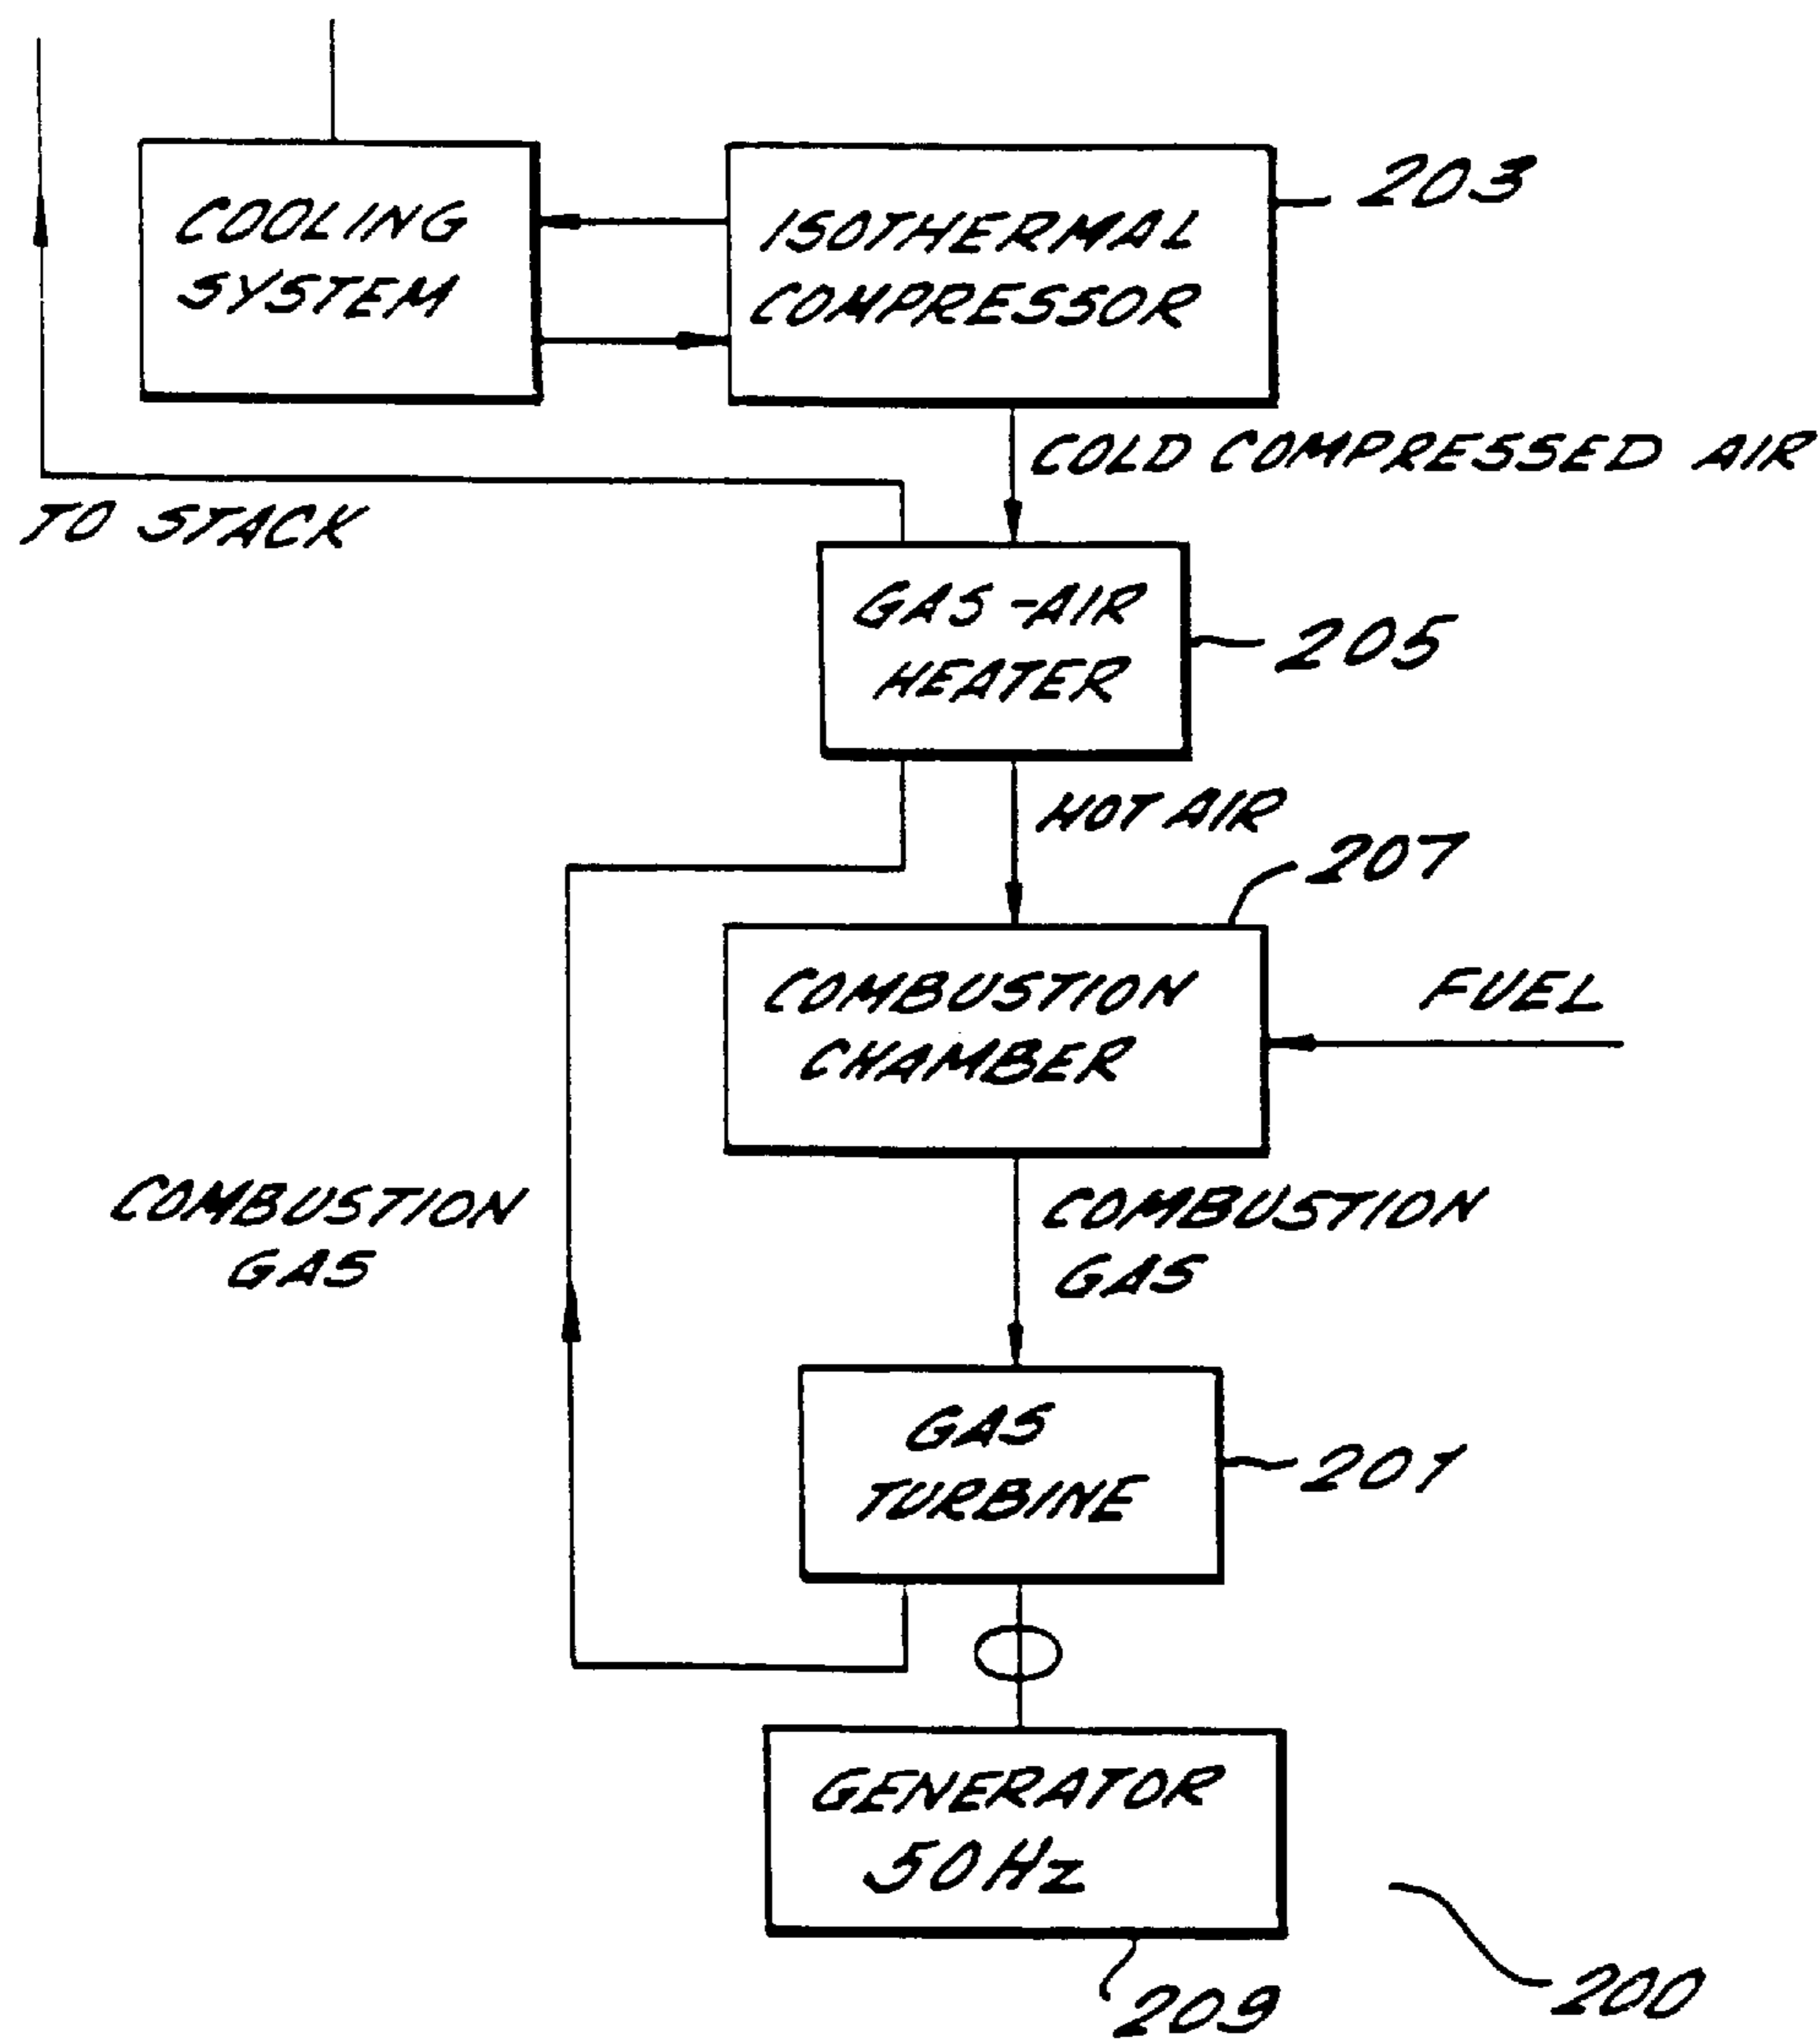 COOLING
SYSTEM
ISOTHERMAL
COMPRESSOR
203
COLD COMPRESSED AIR
TO STACK
GAS-AIR
HEATER
205
HOT AIR
207
COMBUSTION
CHAMBER
FUEL
COMBUSTION
GAS
COMBUSTION
GAS
GAS
TURBINE
201
GENERATOR
50Hz
209
200